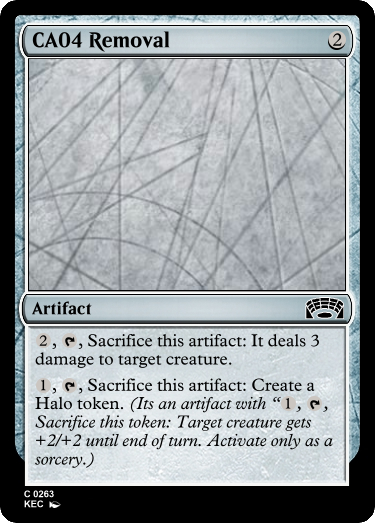 CA04 Removal 2
Artifact
2, T, Sacrifice this artifact: It deals 3
damage to target creature.
1, T, Sacrifice this artifact: Create a
Halo token. (Its an artifact with “1, T,
Sacrifice this token: Target creature gets
+2/+2 until end of turn. Activate only as a
sorcery.)
C 0263
KEC